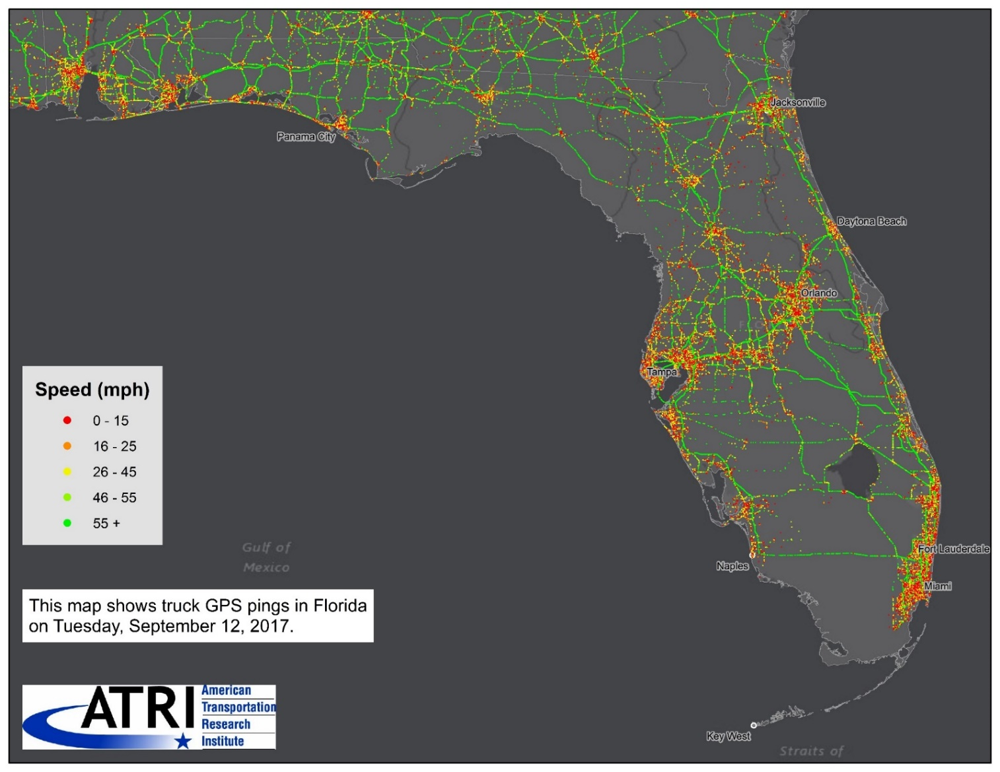 Jacksonville
Panama City
Daytona Beach
Orlando
Tampa
Speed (mph)
0 - 15
16 - 25
26 - 45
46 - 55
55 +
Gulf of
Mexico
Fort Lauderdale
Naples
Miami
This map shows truck GPS pings in Florida
on Tuesday, September 12, 2017.
ATRI
American
Transportation
Research
Institute
Key West
Straits of